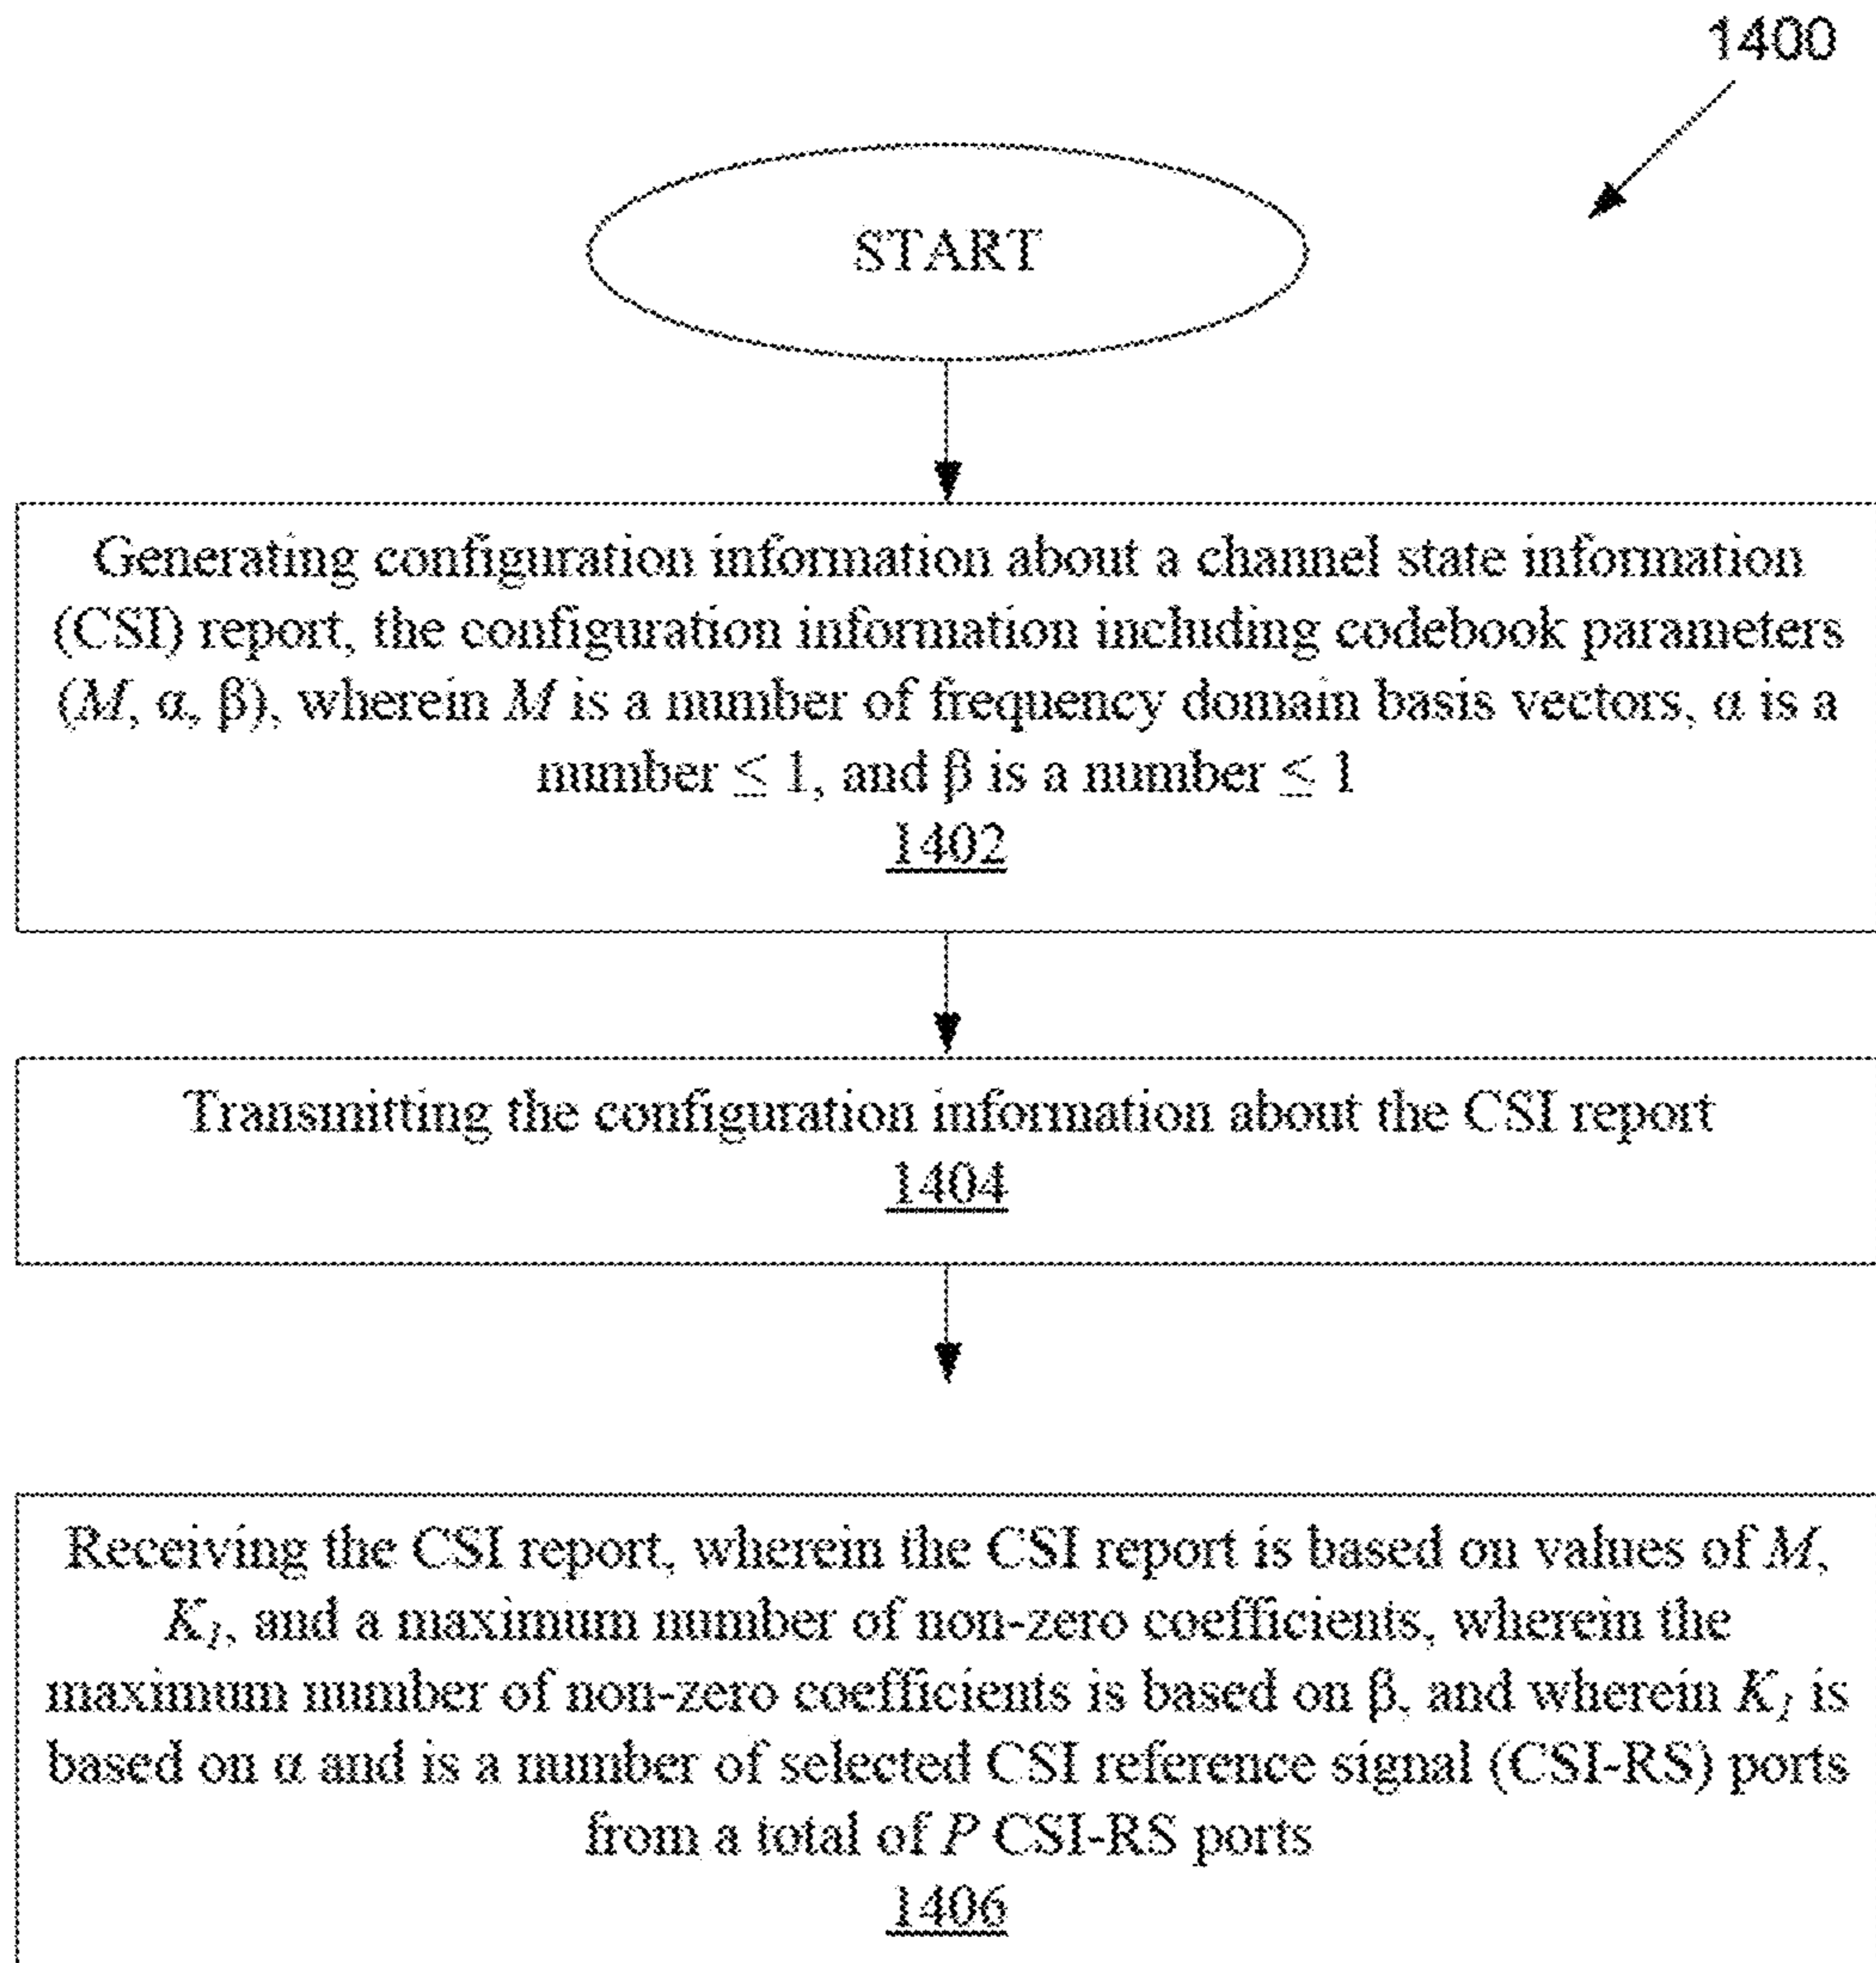 1400
START
Generating configuration information about a channel state information
(CSI) report, the configuration information including codebook parameters
(M, α, β), wherein M is a number of frequency domain basis vectors, α is a
number ≤ 1, and β is a number ≤ 1
1402
Transmitting the configuration information about the CSI report
1404
Receiving the CSI report, wherein the CSI report is based on values of M,
K₁, and a maximum number of non-zero coefficients, wherein the
maximum number of non-zero coefficients is based on β, and wherein K₁ is
based on α and is a number of selected CSI reference signal (CSI-RS) ports
from a total of P CSI-RS ports
1406